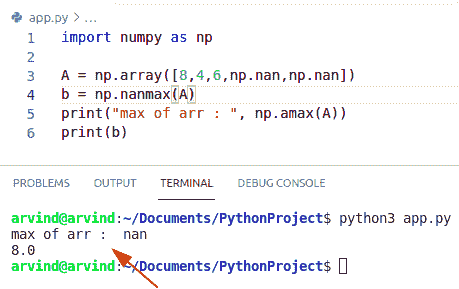 app.py > ...
1 import numpy as np
2
3 A = np.array([8,4,6,np.nan,np.nan])
4 b = np.nanmax(A)
5 print("max of arr : ", np.amax(A))
6 print(b)
PROBLEMS OUTPUT TERMINAL DEBUG CONSOLE
arvind@arvind:~/Documents/PythonProject$ python3 app.py
max of arr :  nan
8.0
arvind@arvind:~/Documents/PythonProject$